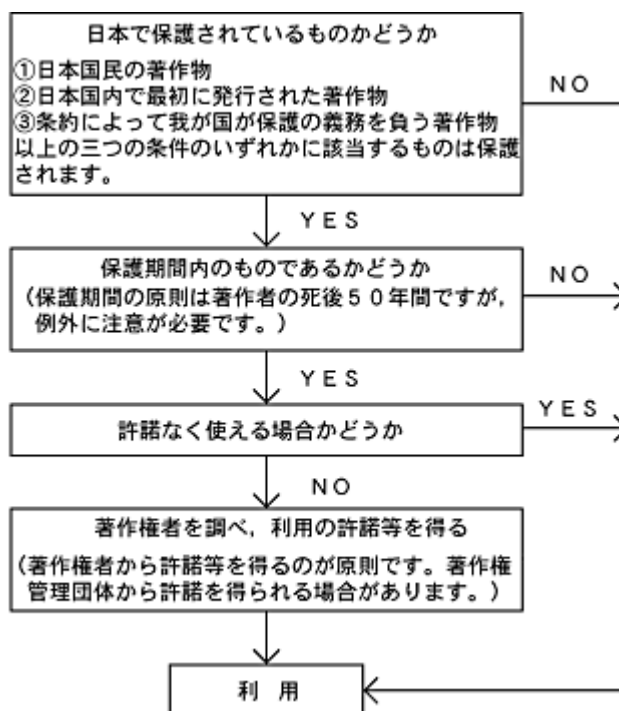 日本で保護されているものかどうか
①日本国民の著作物
②日本国内で最初に発行された著作物
③条約によって我が国が保護の義務を負う著作物
以上の三つの条件のいずれかに該当するものは保護
されます。
NO
YES
保護期間内のものであるかどうか
(保護期間の原則は著作者の死後50年間ですが,
例外に注意が必要です。)
NO
YES
許諾なく使える場合かどうか
YES
NO
著作権者を調べ,利用の許諾等を得る
(著作権者から許諾等を得るのが原則です。著作権
管理団体から許諾を得られる場合があります。)
利用